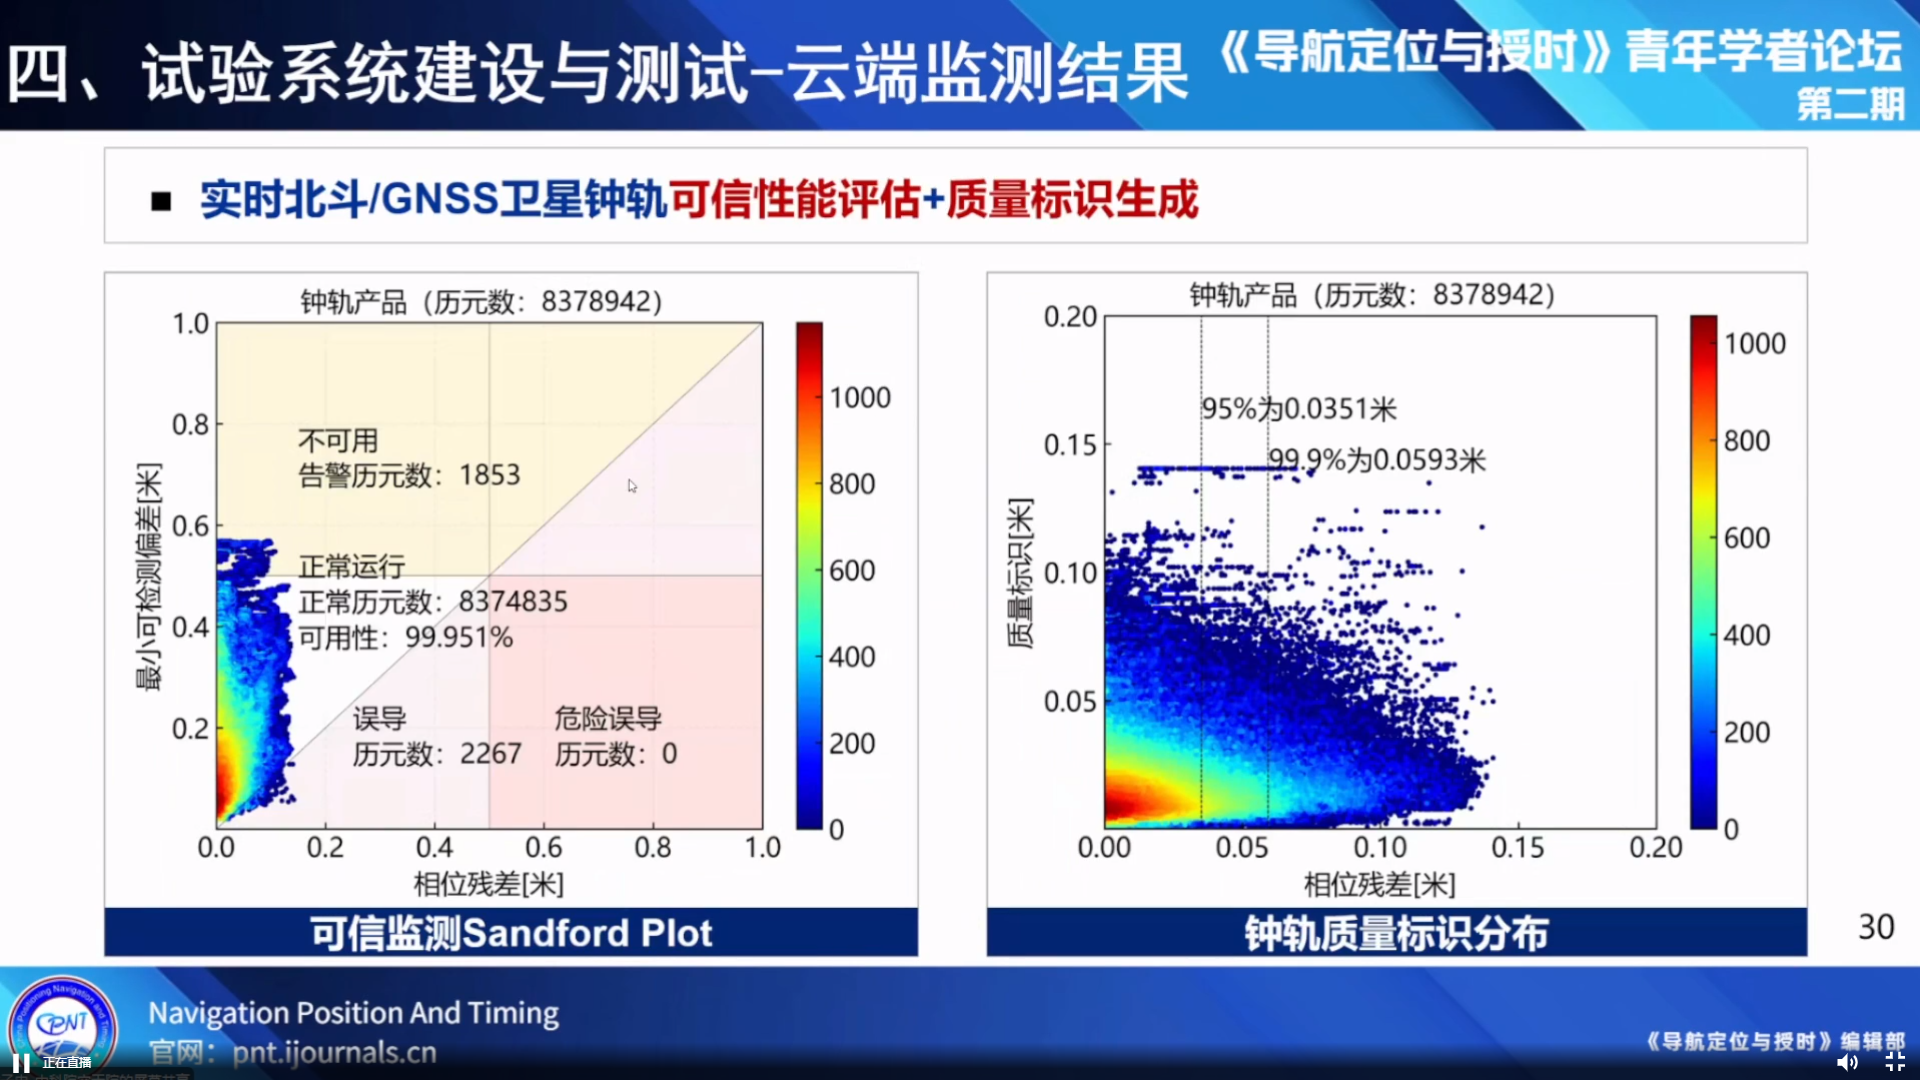 四、试验系统建设与测试-云端监测结果
《导航定位与授时》青年学者论坛
第二期
■ 实时北斗/GNSS卫星钟轨可信性能评估+质量标识生成
钟轨产品（历元数：8378942）
1.0
0.8
0.6
0.4
0.2
最小可检测偏差[米]
不可用
告警历元数：1853
正常运行
正常历元数：8374835
可用性：99.951%
误导
历元数：2267
危险误导
历元数：0
0.0 0.2 0.4 0.6 0.8 1.0
相位残差[米]
1000
800
600
400
200
0
可信监测Sandford Plot
钟轨产品（历元数：8378942）
0.20
0.15
0.10
0.05
质量标识[米]
95%为0.0351米
99.9%为0.0593米
0.00 0.05 0.10 0.15 0.20
相位残差[米]
1000
800
600
400
200
0
钟轨质量标识分布
30
China Positioning Navigation and Timing
CPNT
Navigation Position And Timing
官网：pnt.ijournals.cn
《导航定位与授时》编辑部
正在直播